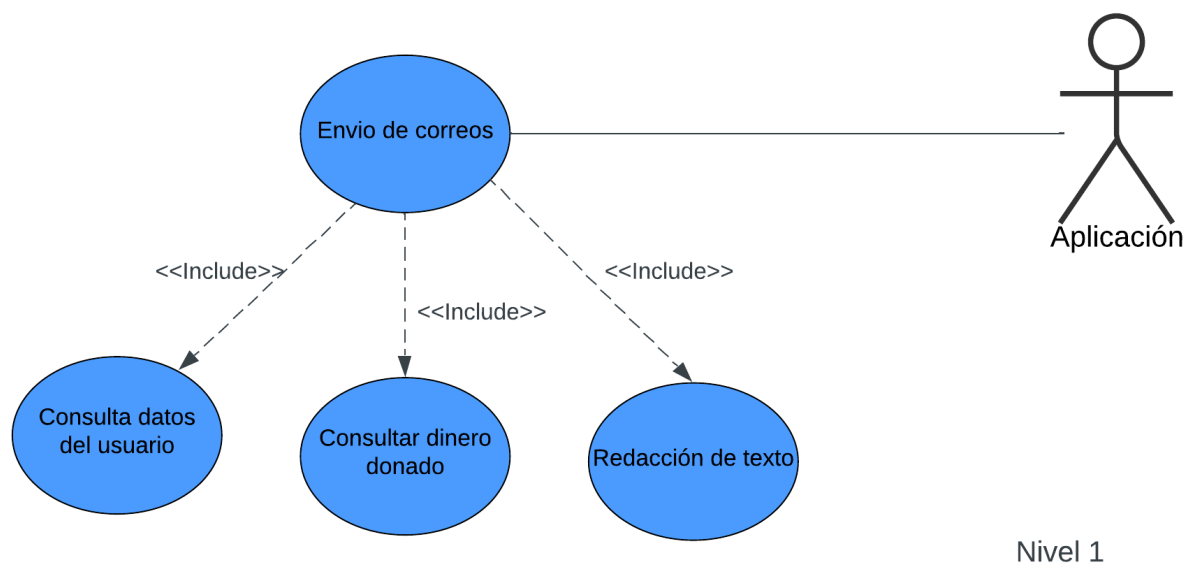 Envio de correos
Aplicación
<<Include>>
<<Include>>
<<Include>>
Consulta datos
del usuario
Consultar dinero
donado
Redacción de texto
Nivel 1